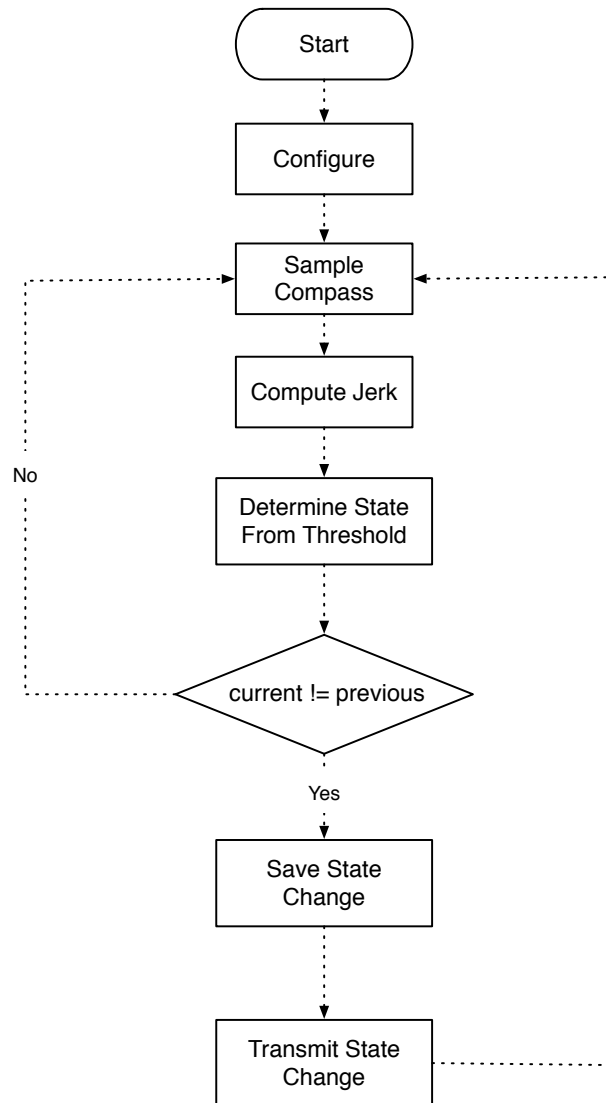 Start
Configure
Sample
Compass
Compute Jerk
No
Determine State
From Threshold
current != previous
Yes
Save State
Change
Transmit State
Change